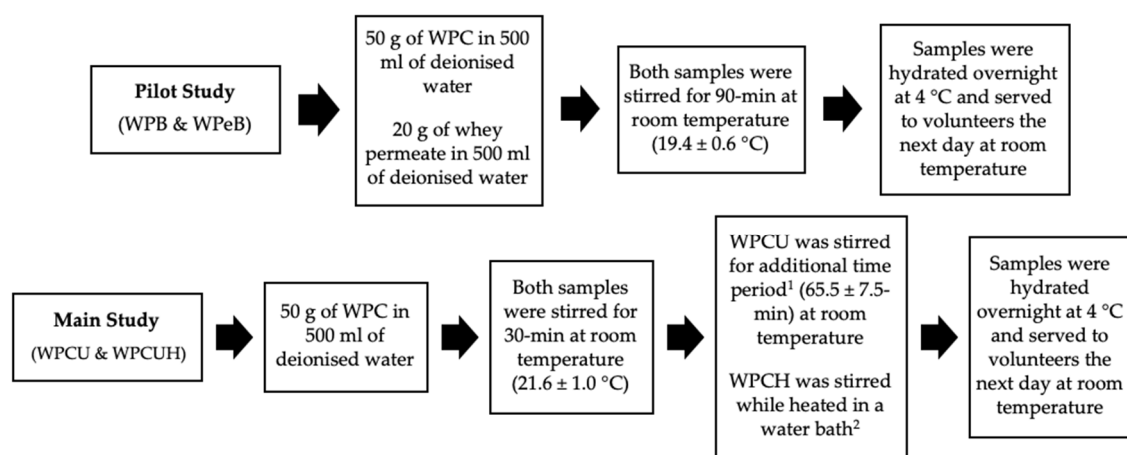 Pilot Study
(WPB & WPeB)
50 g of WPC in 500
ml of deionised
water
20 g of whey
permeate in 500 ml
of deionised water
Both samples were
stirred for 90-min at
room temperature
(19.4 ± 0.6 °C)
Samples were
hydrated overnight
at 4 °C and served
to volunteers the
next day at room
temperature
Main Study
(WPCU & WPCUH)
50 g of WPC in
500 ml of
deionised water
Both samples
were stirred for
30-min at room
temperature
(21.6 ± 1.0 °C)
WPCU was stirred
for additional time
period¹ (65.5 ± 7.5-
min) at room
temperature
WPCH was stirred
while heated in a
water bath²
Samples were
hydrated
overnight at 4 °C
and served to
volunteers the
next day at room
temperature